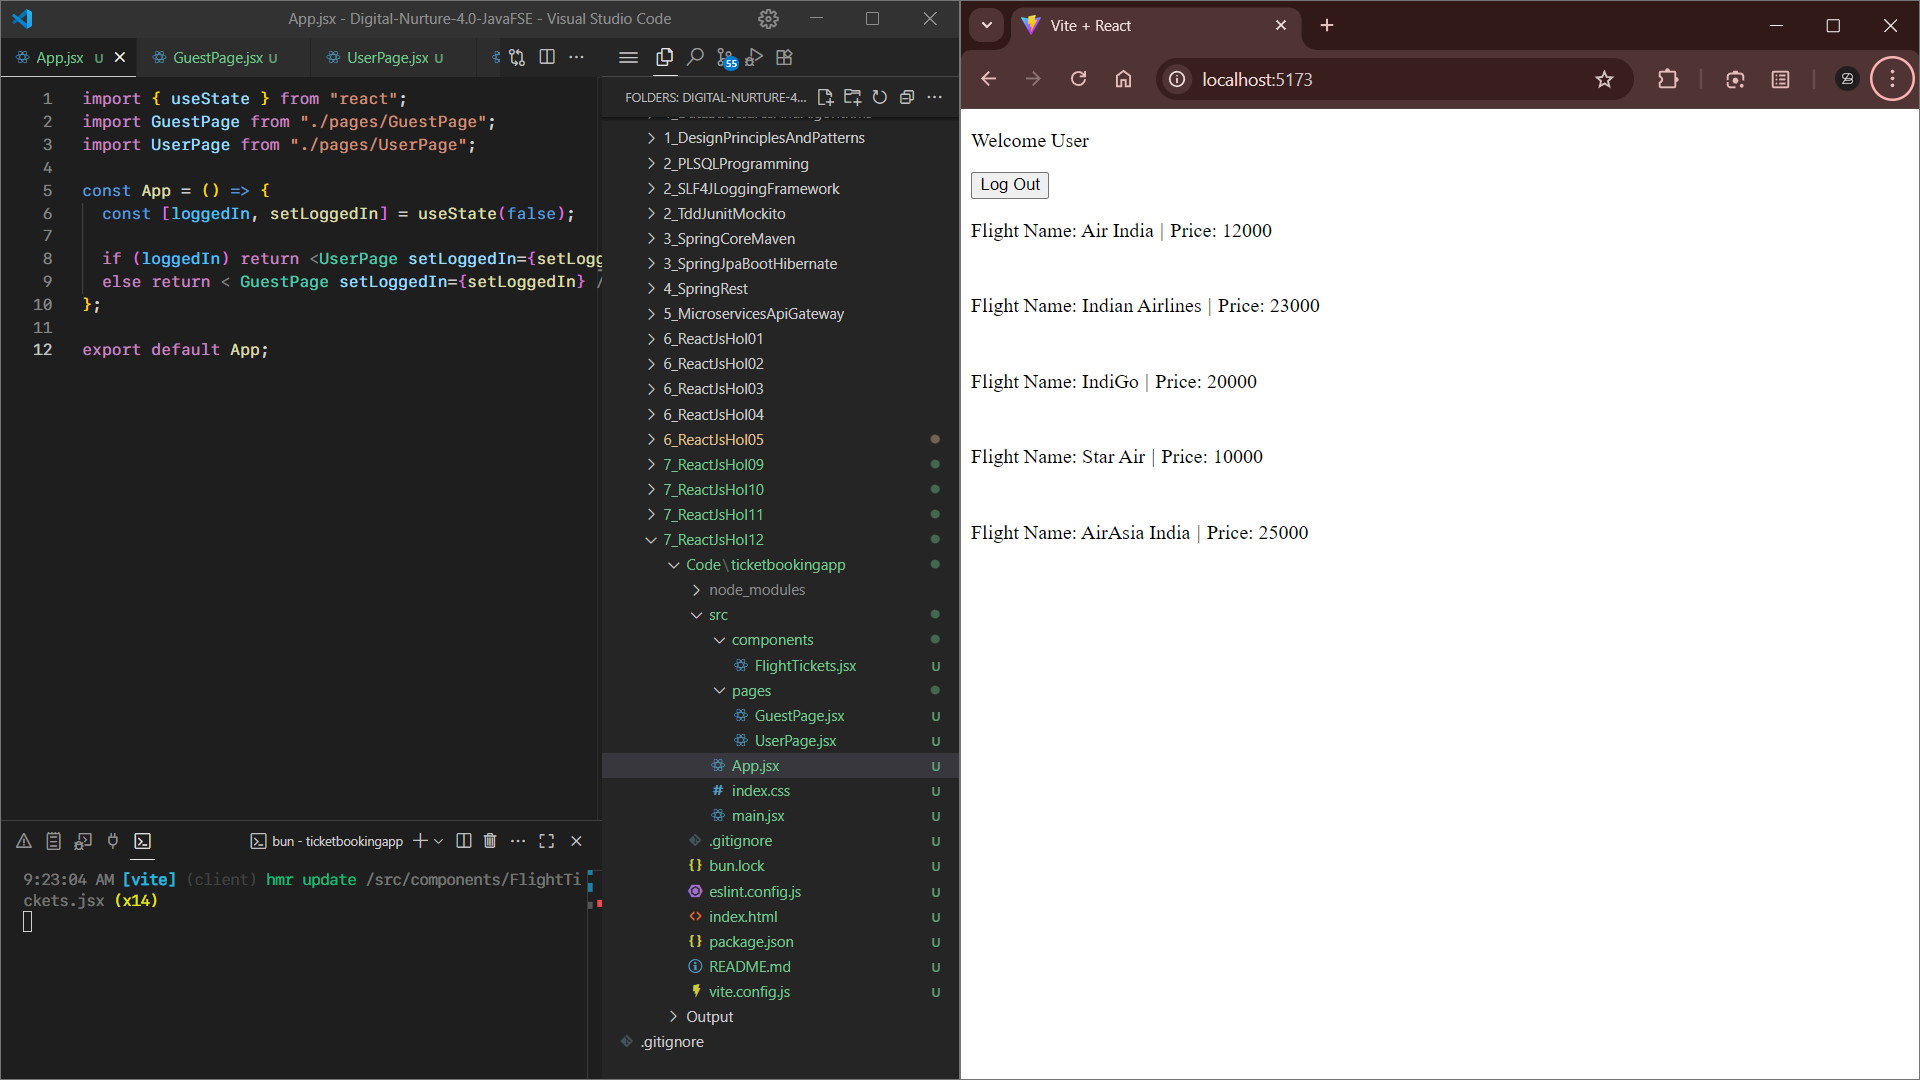 App.jsx - Digital-Nurture-4.0-JavaFSE - Visual Studio Code
App.jsx U
GuestPage.jsx U
UserPage.jsx U
55
1 import { useState } from "react";
2 import GuestPage from "./pages/GuestPage";
3 import UserPage from "./pages/UserPage";
4
5 const App = () => {
6 const [loggedIn, setLoggedIn] = useState(false);
7
8 if (loggedIn) return <UserPage setLoggedIn={setLogg
9 else return < GuestPage setLoggedIn={setLoggedIn} /
10 };
11
12 export default App;
bun - ticketbookingapp
9:23:04 AM [vite] (client) hmr update /src/components/FlightTi
ckets.jsx (x14)
FOLDERS: DIGITAL-NURTURE-4...
1_DesignPrinciplesAndPatterns
2_PLSQLProgramming
2_SLF4JLoggingFramework
2_TddJunitMockito
3_SpringCoreMaven
3_SpringJpaBootHibernate
4_SpringRest
5_MicroservicesApiGateway
6_ReactJsHol01
6_ReactJsHol02
6_ReactJsHol03
6_ReactJsHol04
6_ReactJsHol05
7_ReactJsHol09
7_ReactJsHol10
7_ReactJsHol11
7_ReactJsHol12
Code\ticketbookingapp
node_modules
src
components
FlightTickets.jsx U
pages
GuestPage.jsx U
UserPage.jsx U
App.jsx U
index.css U
main.jsx U
.gitignore U
bun.lock U
eslint.config.js U
index.html U
package.json U
README.md U
vite.config.js U
Output
.gitignore
Vite + React
localhost:5173
Welcome User
Log Out
Flight Name: Air India | Price: 12000
Flight Name: Indian Airlines | Price: 23000
Flight Name: IndiGo | Price: 20000
Flight Name: Star Air | Price: 10000
Flight Name: AirAsia India | Price: 25000